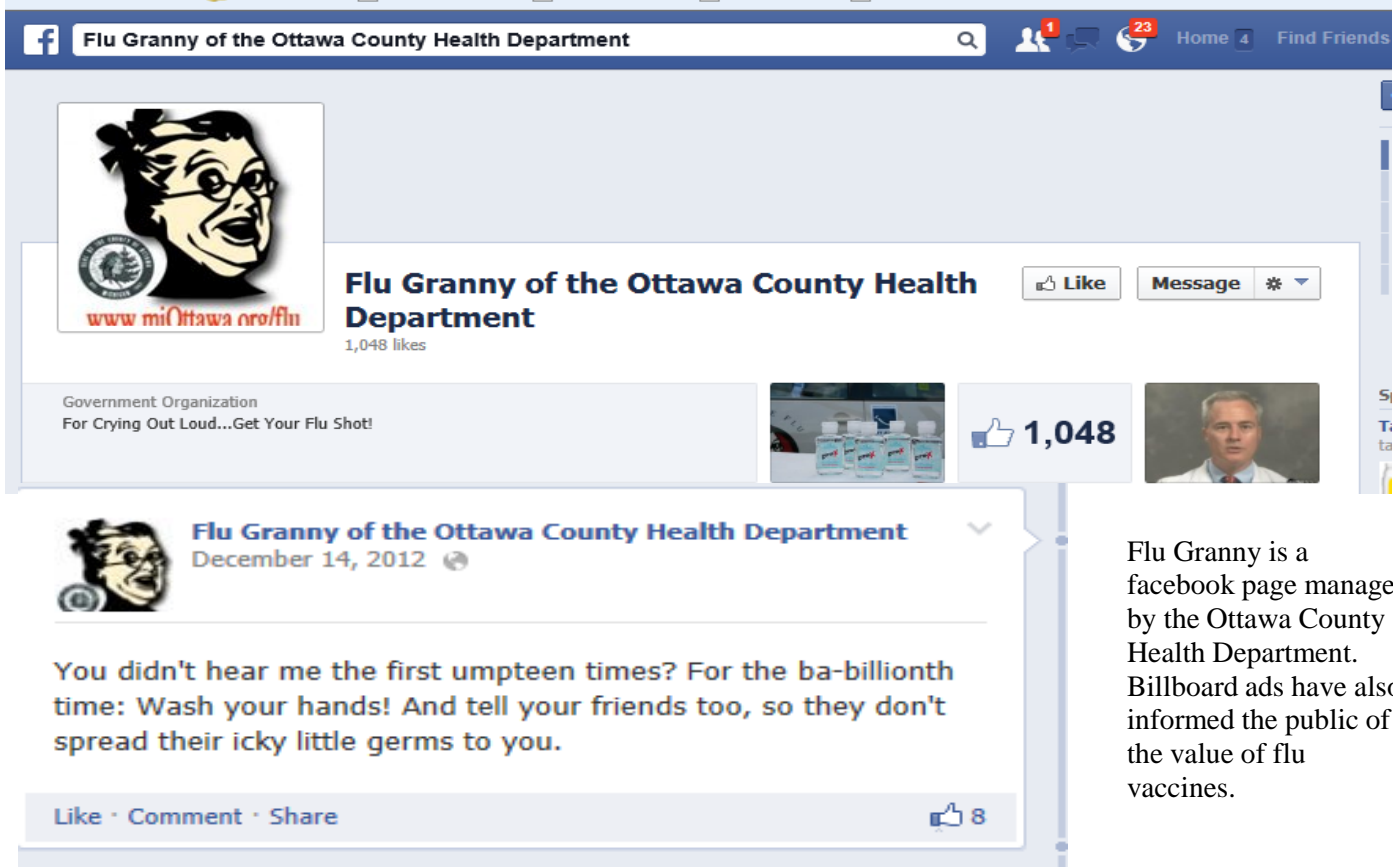 Flu Granny of the Ottawa County Health Department
1
23
Home 4 Find Friends
www miOttawa org/flu
Flu Granny of the Ottawa County Health
Department
1,048 likes
Like
Message
Government Organization
For Crying Out Loud...Get Your Flu Shot!
1,048
Flu Granny of the Ottawa County Health Department
December 14, 2012
You didn't hear me the first umpteen times? For the ba-billionth
time: Wash your hands! And tell your friends too, so they don't
spread their icky little germs to you.
Like · Comment · Share
8
Flu Granny is a
facebook page manage
by the Ottawa County
Health Department.
Billboard ads have also
informed the public of
the value of flu
vaccines.